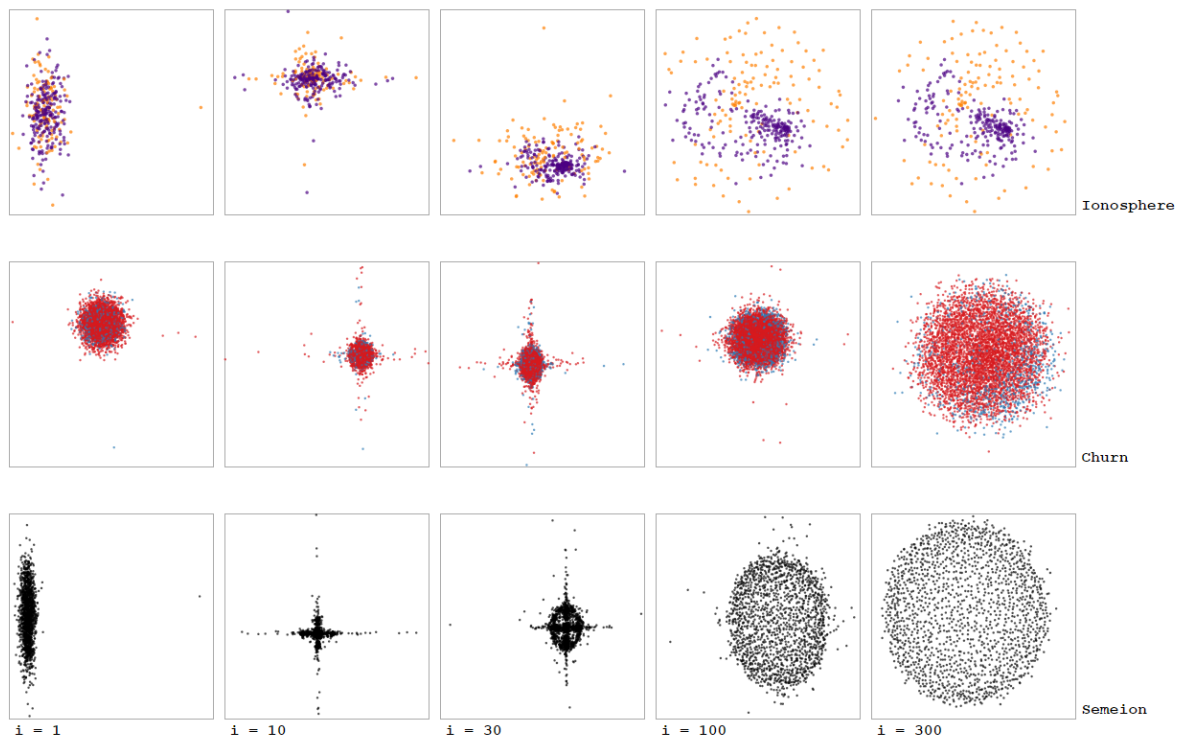 Ionosphere
Churn
Semeion
i = 1
i = 10
i = 30
i = 100
i = 300